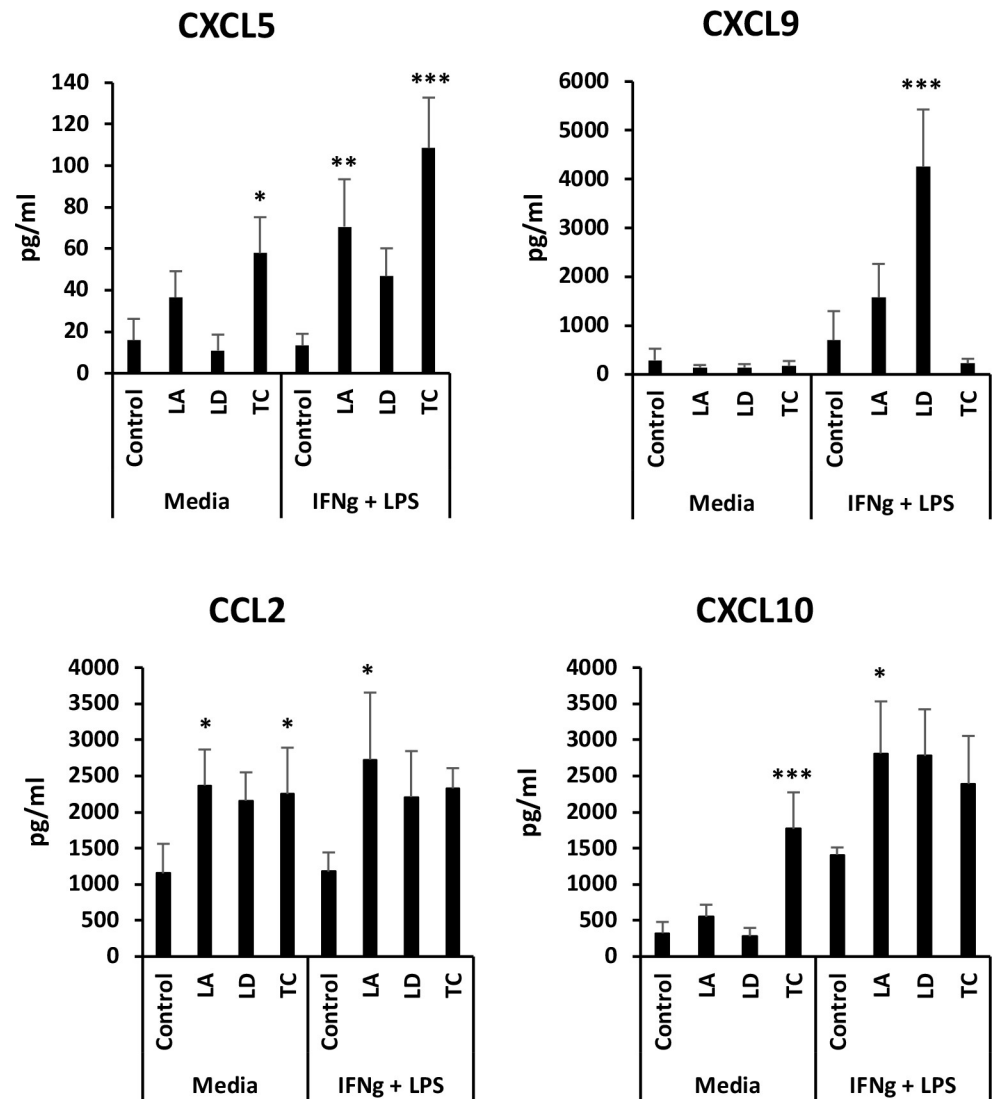 CXCL5
CXCL9
***
**
*
140
120
100
80
60
40
20
0
pg/ml
Control LA LD TC Control LA LD TC
Media IFNg + LPS
***
6000
5000
4000
3000
2000
1000
0
pg/ml
Control LA LD TC Control LA LD TC
Media IFNg + LPS
CCL2
CXCL10
* * *
4000
3500
3000
2500
2000
1500
1000
500
0
pg/ml
Control LA LD TC Control LA LD TC
Media IFNg + LPS
*
***
4000
3500
3000
2500
2000
1500
1000
500
0
pg/ml
Control LA LD TC Control LA LD TC
Media IFNg + LPS